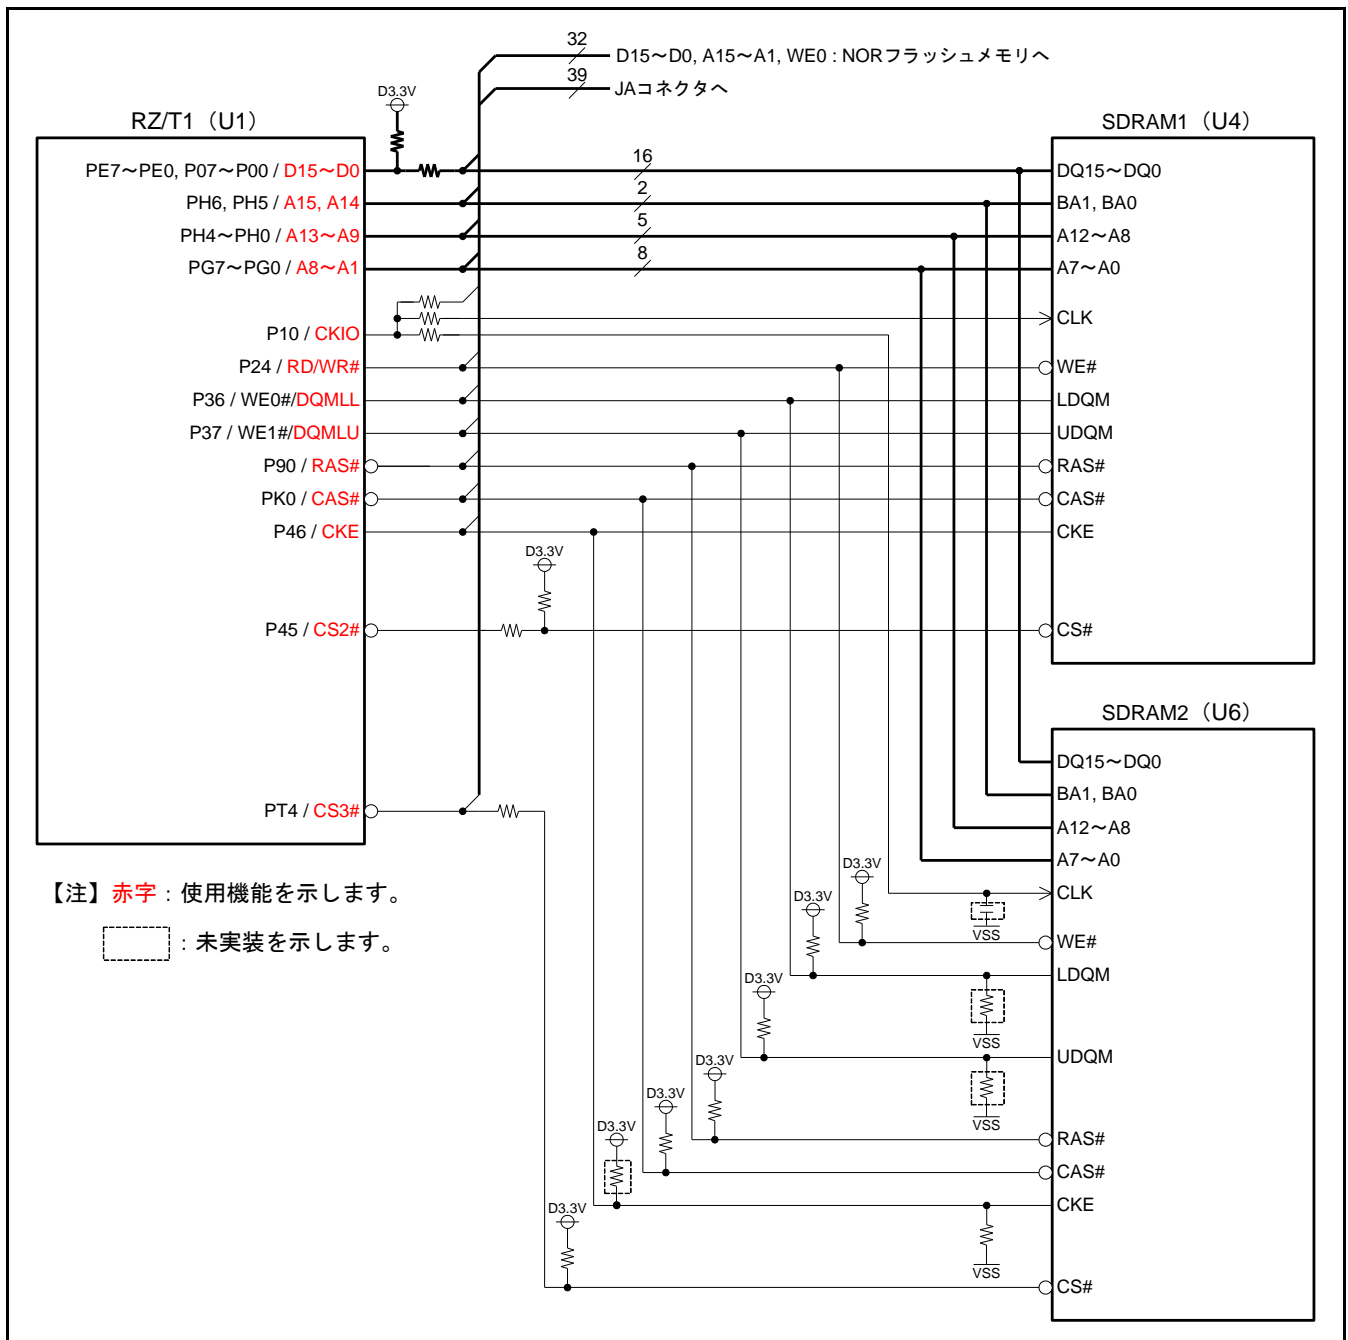 32
D15～D0, A15～A1, WE0 : NORフラッシュメモリへ
39
JAコネクタへ
D3.3V
RZ/T1（U1）
SDRAM1（U4）
PE7～PE0, P07～P00 / D15～D0
16
DQ15～DQ0
PH6, PH5 / A15, A14
2
BA1, BA0
PH4～PH0 / A13～A9
5
A12～A8
PG7～PG0 / A8～A1
8
A7～A0
P10 / CKIO
CLK
P24 / RD/WR#
WE#
P36 / WE0#/DQMLL
LDQM
P37 / WE1#/DQMLU
UDQM
P90 / RAS#
RAS#
PK0 / CAS#
CAS#
P46 / CKE
CKE
D3.3V
P45 / CS2#
CS#
SDRAM2（U6）
DQ15～DQ0
BA1, BA0
PT4 / CS3#
A12～A8
A7～A0
D3.3V
【注】赤字：使用機能を示します。
CLK
D3.3V
VSS
：未実装を示します。
WE#
LDQM
D3.3V
VSS
UDQM
D3.3V
VSS
D3.3V
RAS#
D3.3V
CAS#
CKE
D3.3V
VSS
CS#